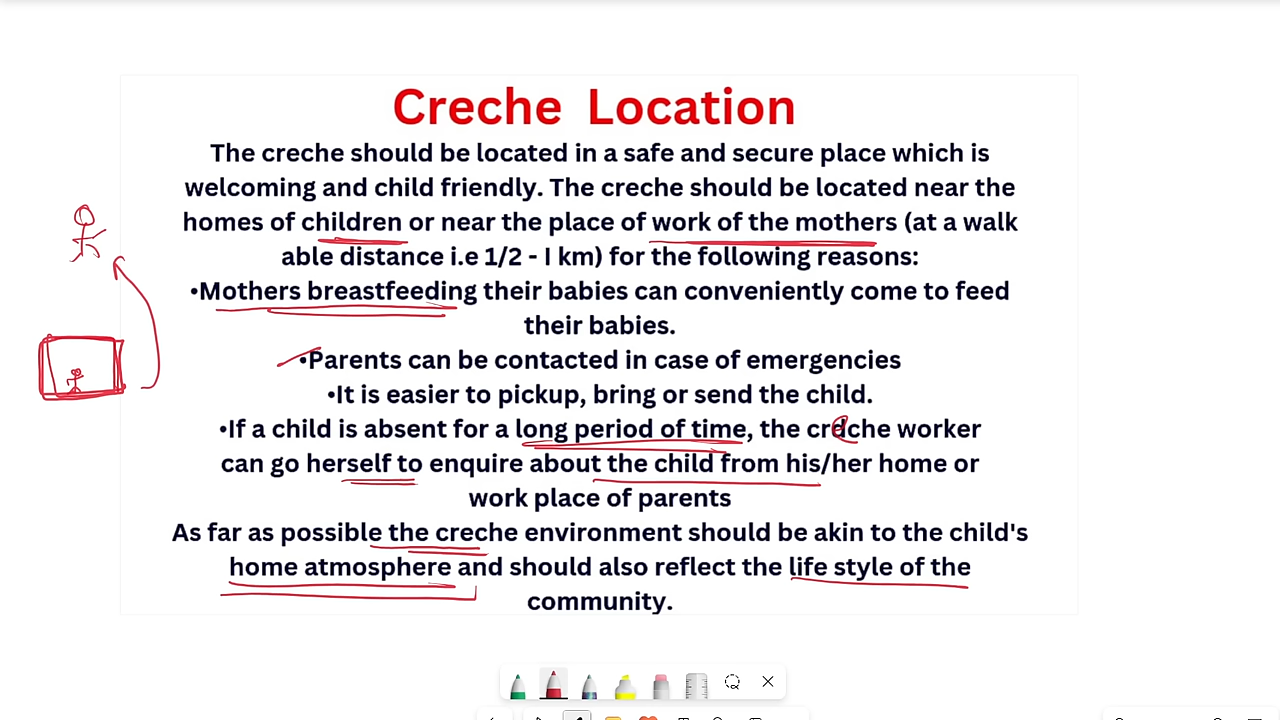 Creche Location
The creche should be located in a safe and secure place which is
welcoming and child friendly. The creche should be located near the
homes of children or near the place of work of the mothers (at a walk
able distance i.e 1/2 - I km) for the following reasons:
•Mothers breastfeeding their babies can conveniently come to feed
their babies.
•Parents can be contacted in case of emergencies
•It is easier to pickup, bring or send the child.
•If a child is absent for a long period of time, the creche worker
can go herself to enquire about the child from his/her home or
work place of parents
As far as possible the creche environment should be akin to the child's
home atmosphere and should also reflect the life style of the
community.